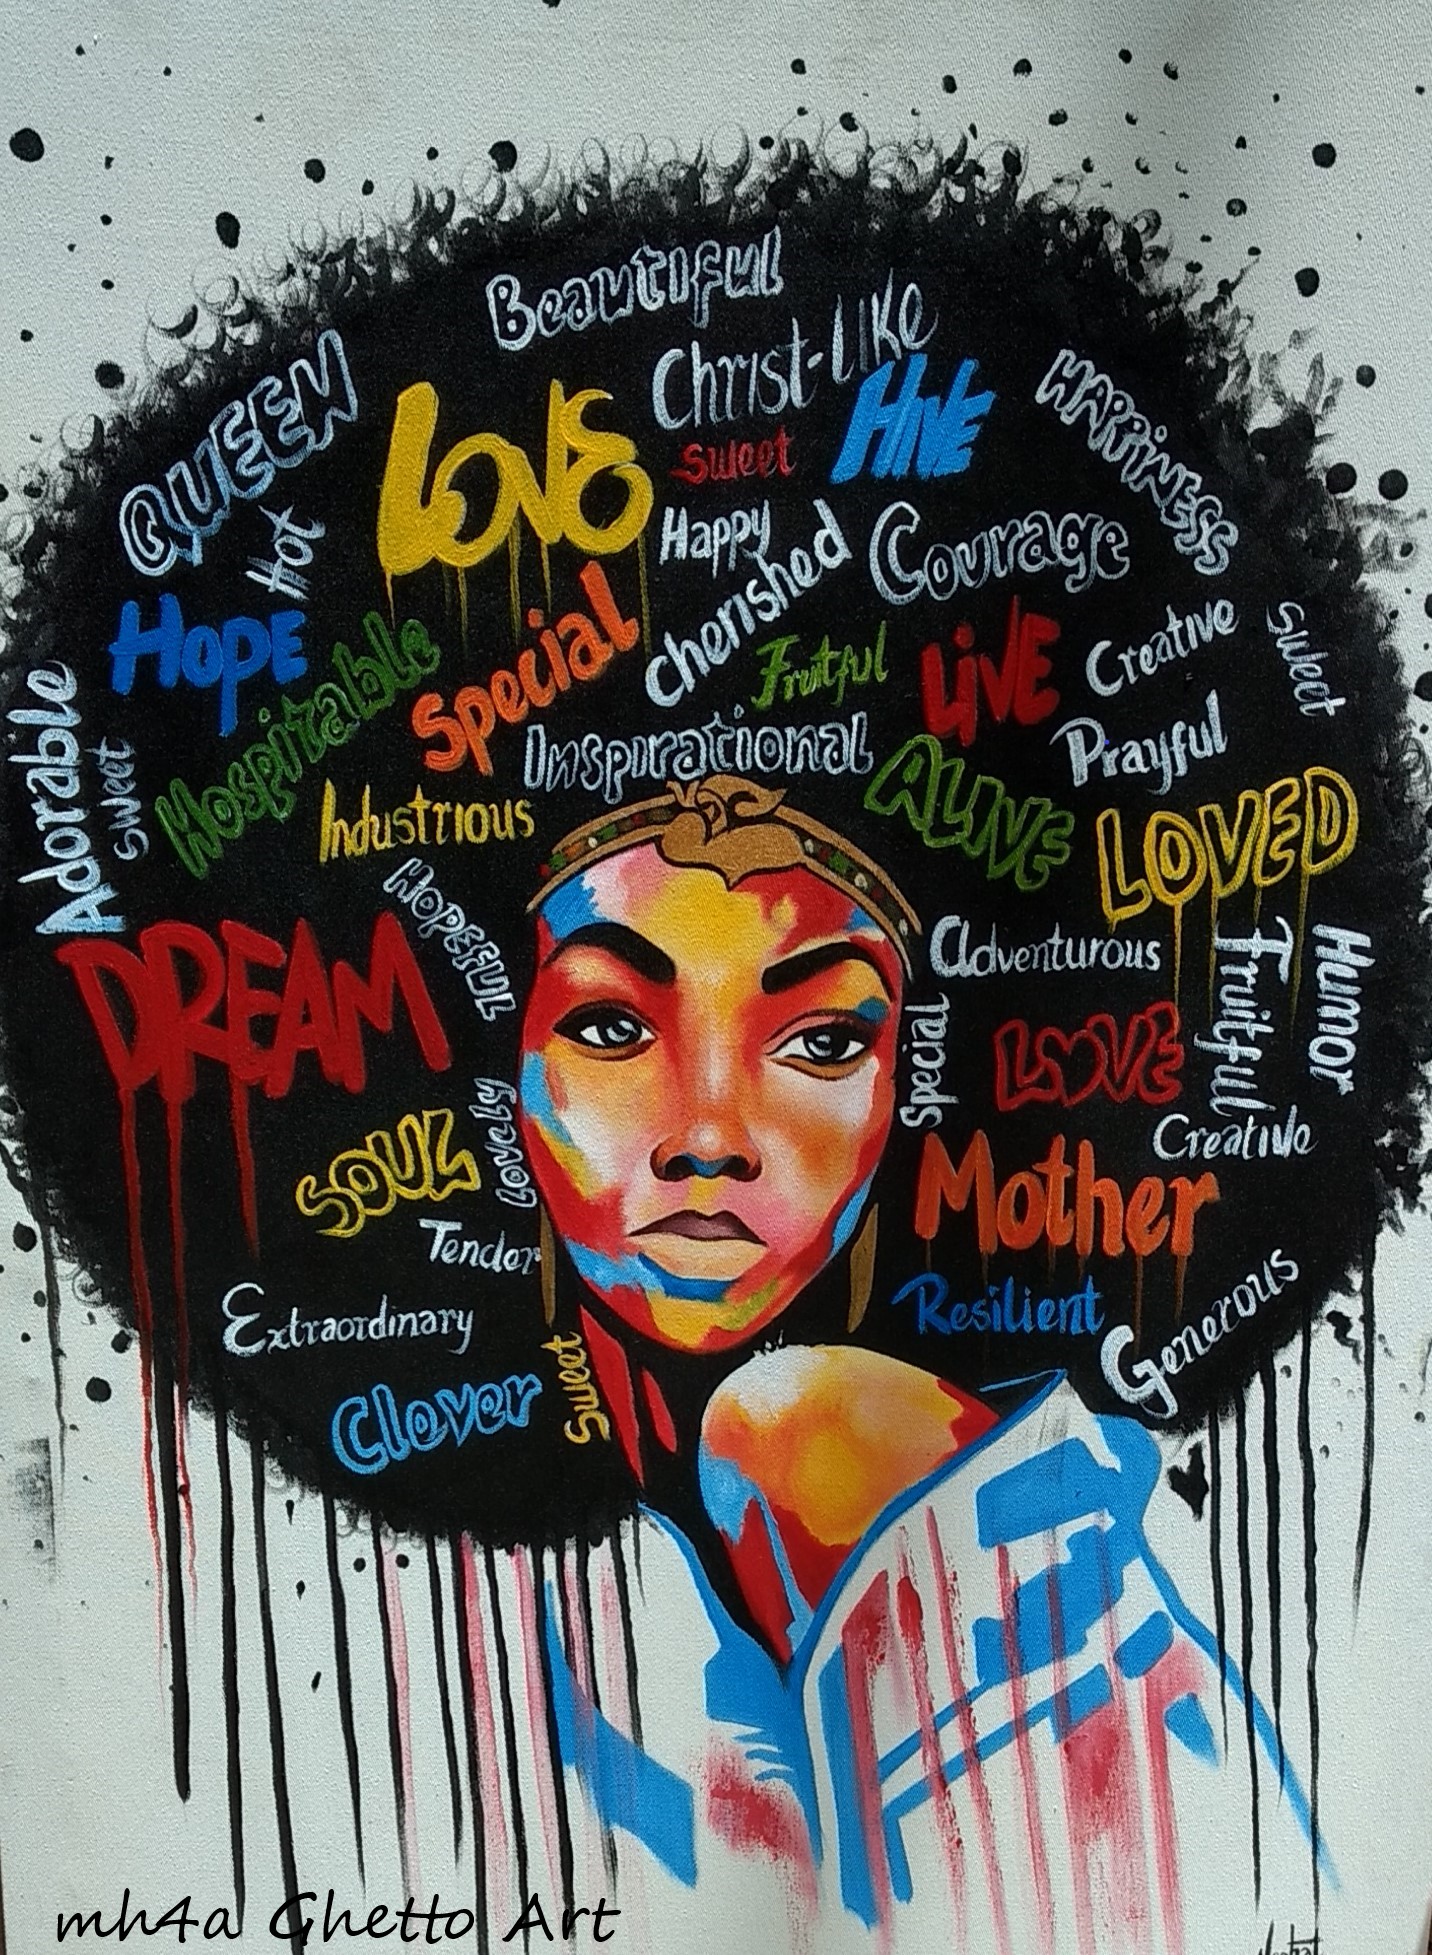 Beautiful
Christ-Like
QUEEN
LOVE
HIVE
HAPPINESS
sweet
Hot
Happy
Courage
cherished
HOPE
Hospitable
Special
Fruitful
LIVE
Creative
Sweet
Adorable
Sweet
Inspirational
Prayful
ALIVE
LOVED
Industrious
HOPEFUL
DREAM
Adventurous
Fruitful
Humor
Special
LOVE
SOUL
Lovely
Creative
Mother
Tender
Extraordinary
Resilient
Generous
Clever
Sweet
mh4a Ghetto Art